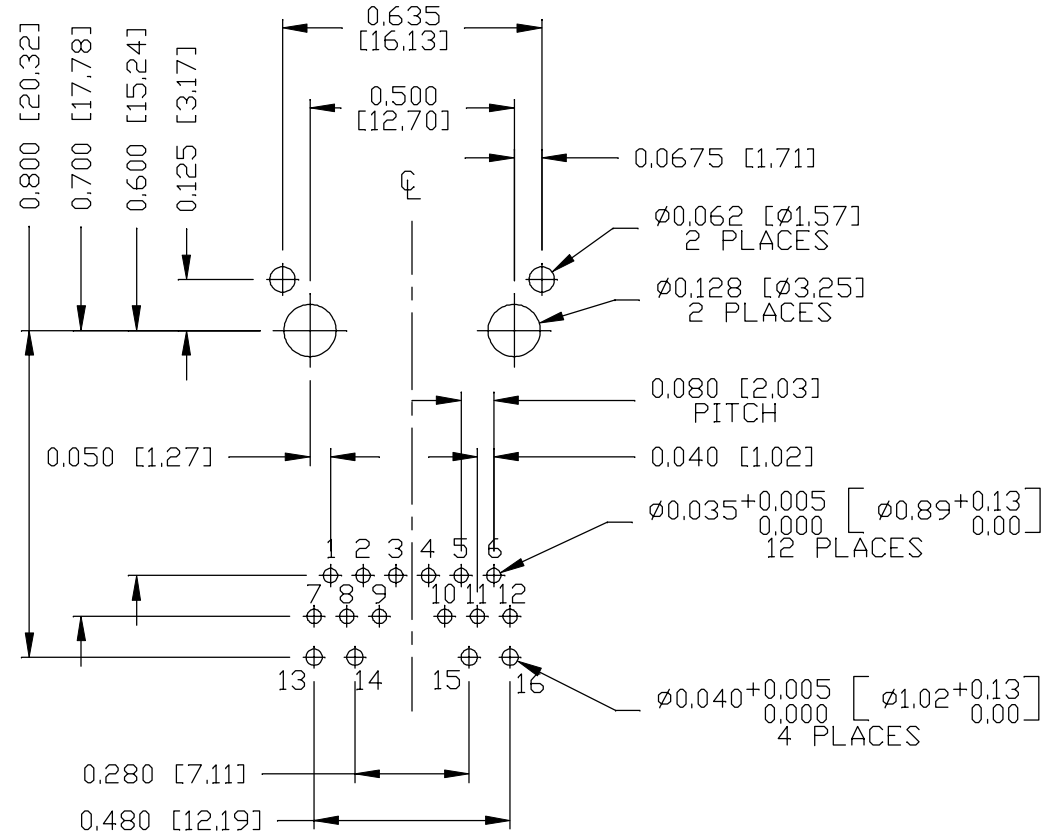 0.635
[16.13]
0.800 [20.32]
0.700 [17.78]
0.600 [15.24]
0.125 [3.17]
0.500
[12.70]
0.0675 [1.71]
℄
Ø0.062 [Ø1.57]
2 PLACES
Ø0.128 [Ø3.25]
2 PLACES
0.080 [2.03]
PITCH
0.050 [1.27]
0.040 [1.02]
Ø0.035+0.005 [Ø0.89+0.13]
0.000 0.00
12 PLACES
1 2 3 4 5 6
7 8 9 10 11 12
13 14 15 16
Ø0.040+0.005 [Ø1.02+0.13]
0.000 0.00
4 PLACES
0.280 [7.11]
0.480 [12.19]